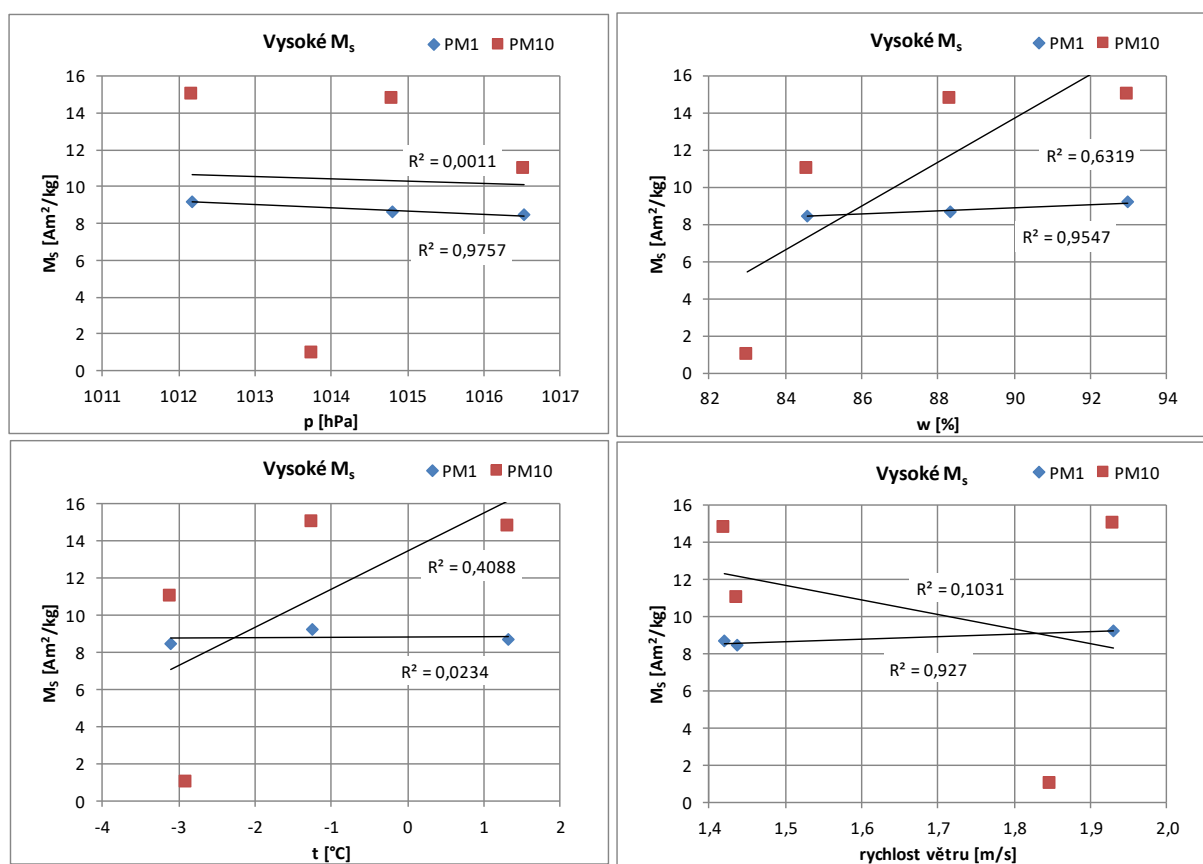 Vysoké Ms
PM1 PM10
16
14
12
10
8
6
4
2
0
Ms [Am²/kg]
R² = 0,0011
R² = 0,9757
1011 1012 1013 1014 1015 1016 1017
p [hPa]
Vysoké Ms
PM1 PM10
16
14
12
10
8
6
4
2
0
Ms [Am²/kg]
R² = 0,6319
R² = 0,9547
82 84 86 88 90 92 94
w [%]
Vysoké Ms
PM1 PM10
16
14
12
10
8
6
4
2
0
Ms [Am²/kg]
R² = 0,4088
R² = 0,0234
-4 -3 -2 -1 0 1 2
t [°C]
Vysoké Ms
PM1 PM10
16
14
12
10
8
6
4
2
0
Ms [Am²/kg]
R² = 0,1031
R² = 0,927
1,4 1,5 1,6 1,7 1,8 1,9 2,0
rychlost větru [m/s]